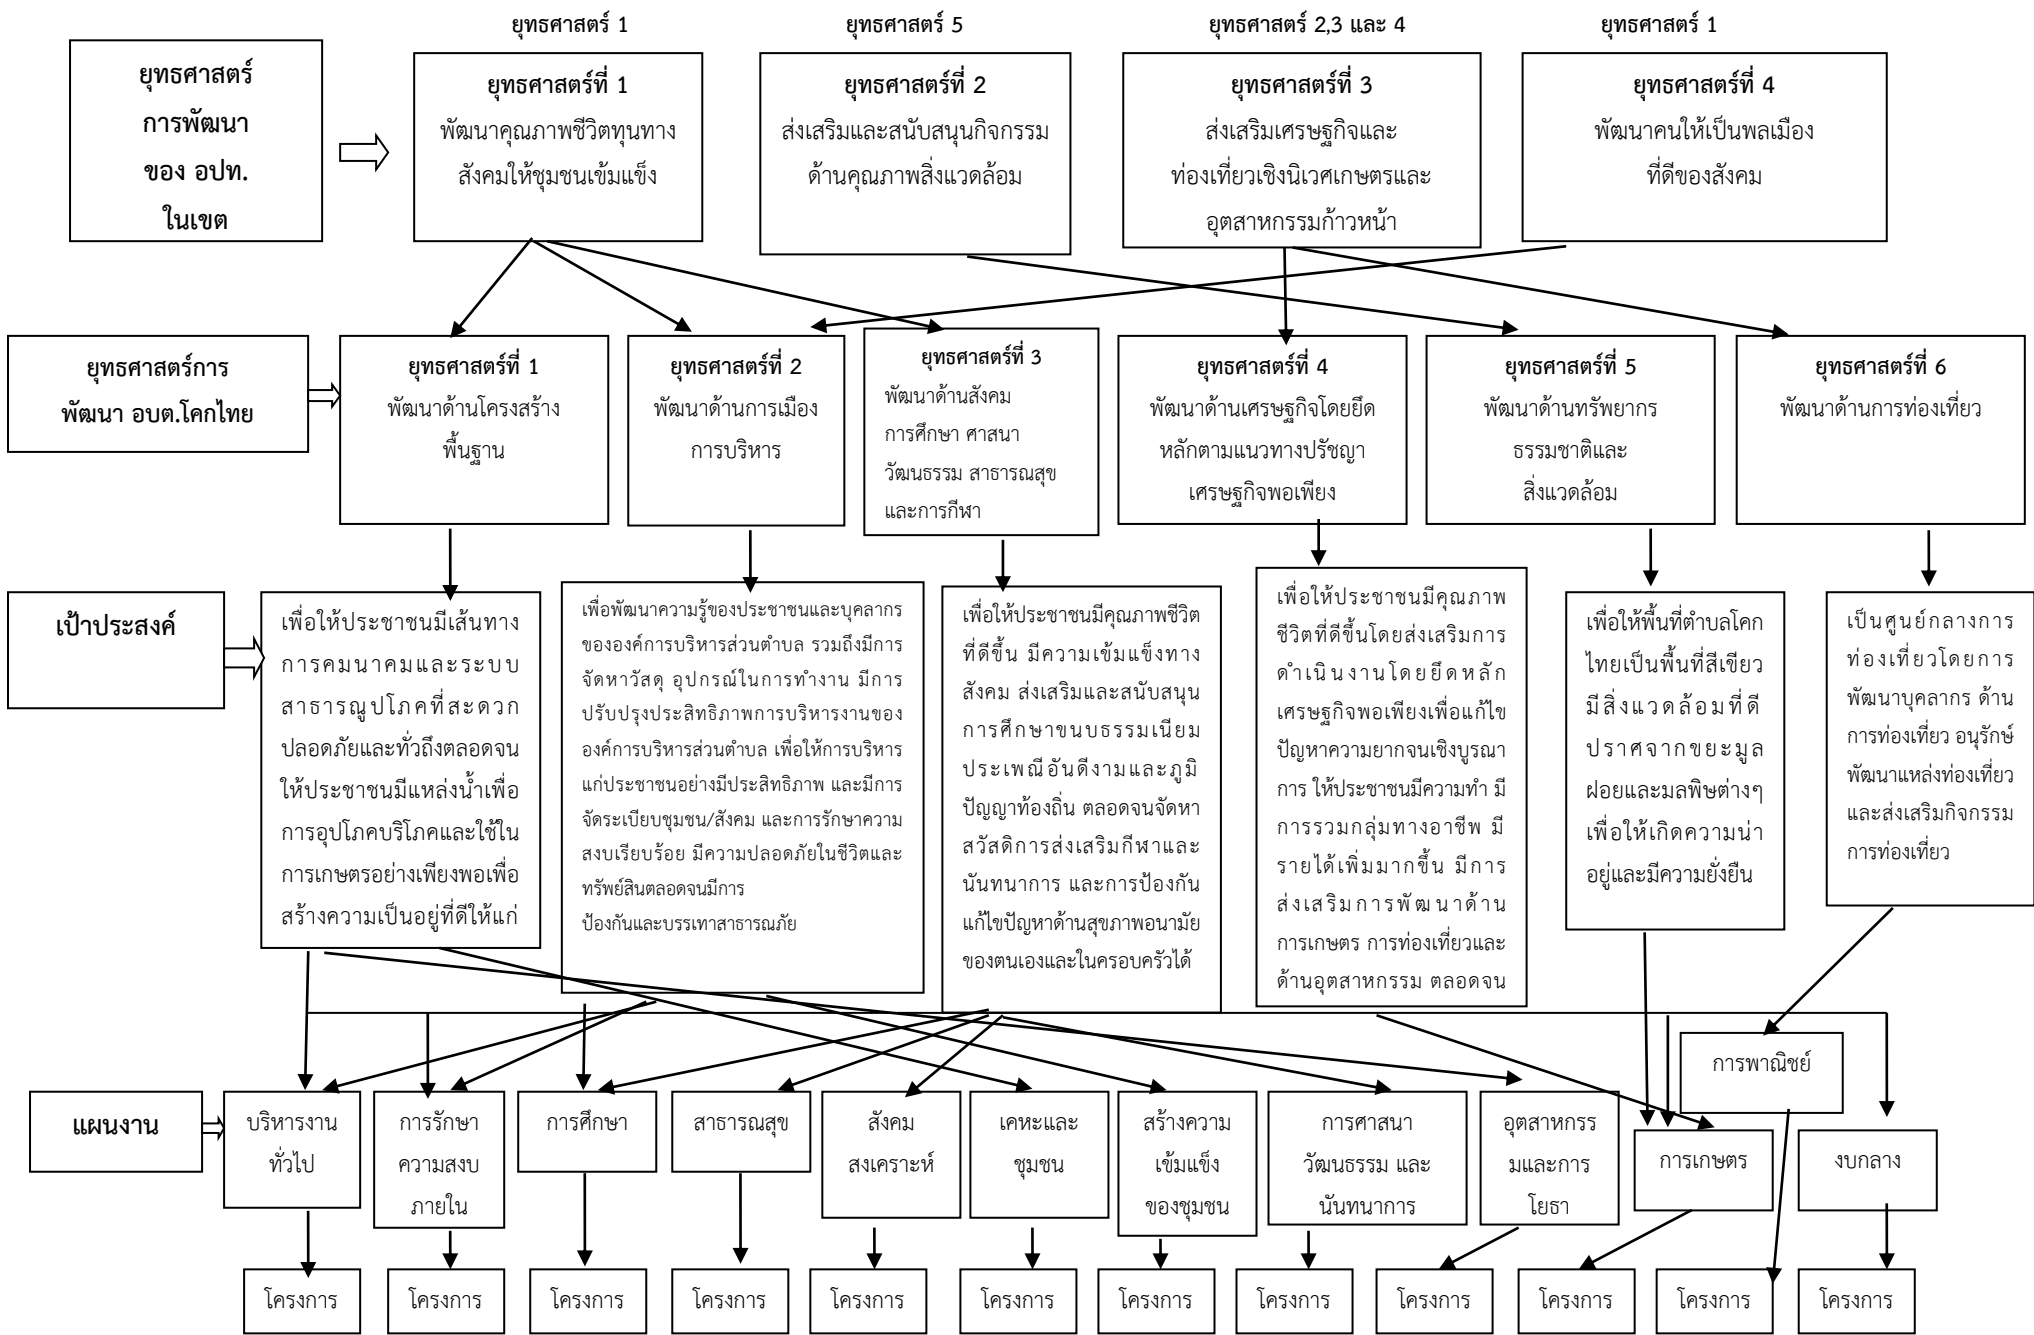 ยุทธศาสตร์ 1
ยุทธศาสตร์ 5
ยุทธศาสตร์ 2,3 และ 4
ยุทธศาสตร์ 1
ยุทธศาสตร์
การพัฒนา
ของ อปท.
ในเขต
ยุทธศาสตร์ที่ 1
พัฒนาคุณภาพชีวิตทุนทาง
สังคมให้ชุมชนเข้มแข็ง
ยุทธศาสตร์ที่ 2
ส่งเสริมและสนับสนุนกิจกรรม
ด้านคุณภาพสิ่งแวดล้อม
ยุทธศาสตร์ที่ 3
ส่งเสริมเศรษฐกิจและ
ท่องเที่ยวเชิงนิเวศเกษตรและ
อุตสาหกรรมก้าวหน้า
ยุทธศาสตร์ที่ 4
พัฒนาคนให้เป็นพลเมือง
ที่ดีของสังคม
ยุทธศาสตร์การ
พัฒนา อบต.โคกไทย
ยุทธศาสตร์ที่ 1
พัฒนาด้านโครงสร้าง
พื้นฐาน
ยุทธศาสตร์ที่ 2
พัฒนาด้านการเมือง
การบริหาร
ยุทธศาสตร์ที่ 3
พัฒนาด้านสังคม
การศึกษา ศาสนา
วัฒนธรรม สาธารณสุข
และการกีฬา
ยุทธศาสตร์ที่ 4
พัฒนาด้านเศรษฐกิจโดยยึด
หลักตามแนวทางปรัชญา
เศรษฐกิจพอเพียง
ยุทธศาสตร์ที่ 5
พัฒนาด้านทรัพยากร
ธรรมชาติและ
สิ่งแวดล้อม
ยุทธศาสตร์ที่ 6
พัฒนาด้านการท่องเที่ยว
เป้าประสงค์
เพื่อให้ประชาชนมีเส้นทาง
การคมนาคมและระบบ
สาธารณูปโภคที่สะดวก
ปลอดภัยและทั่วถึงตลอดจน
ให้ประชาชนมีแหล่งน้ำเพื่อ
การอุปโภคบริโภคและใช้ใน
การเกษตรอย่างเพียงพอเพื่อ
สร้างความเป็นอยู่ที่ดีให้แก่
เพื่อพัฒนาความรู้ของประชาชนและบุคลากร
ขององค์การบริหารส่วนตำบล รวมถึงมีการ
จัดหาวัสดุ อุปกรณ์ในการทำงาน มีการ
ปรับปรุงประสิทธิภาพการบริหารงานของ
องค์การบริหารส่วนตำบล เพื่อให้การบริหาร
แก่ประชาชนอย่างมีประสิทธิภาพ และมีการ
จัดระเบียบชุมชน/สังคม และการรักษาความ
สงบเรียบร้อย มีความปลอดภัยในชีวิตและ
ทรัพย์สินตลอดจนมีการ
ป้องกันและบรรเทาสาธารณภัย
เพื่อให้ประชาชนมีคุณภาพชีวิต
ที่ดีขึ้น มีความเข้มแข็งทาง
สังคม ส่งเสริมและสนับสนุน
การศึกษาขนบธรรมเนียม
ประเพณีอันดีงามและภูมิ
ปัญญาท้องถิ่น ตลอดจนจัดหา
สวัสดิการส่งเสริมกีฬาและ
นันทนาการ และการป้องกัน
แก้ไขปัญหาด้านสุขภาพอนามัย
ของตนเองและในครอบครัวได้
เพื่อให้ประชาชนมีคุณภาพ
ชีวิตที่ดีขึ้นโดยส่งเสริมการ
ดำเนินงานโดยยึดหลัก
เศรษฐกิจพอเพียงเพื่อแก้ไข
ปัญหาความยากจนเชิงบูรณา
การ ให้ประชาชนมีความทำ มี
การรวมกลุ่มทางอาชีพ มี
รายได้เพิ่มมากขึ้น มีการ
ส่งเสริมการพัฒนาด้าน
การเกษตร การท่องเที่ยวและ
ด้านอุตสาหกรรม ตลอดจน
เพื่อให้พื้นที่ตำบลโคก
ไทยเป็นพื้นที่สีเขียว
มีสิ่งแวดล้อมที่ดี
ปราศจากขยะมูล
ฝอยและมลพิษต่างๆ
เพื่อให้เกิดความน่า
อยู่และมีความยั่งยืน
เป็นศูนย์กลางการ
ท่องเที่ยวโดยการ
พัฒนาบุคลากร ด้าน
การท่องเที่ยว อนุรักษ์
พัฒนาแหล่งท่องเที่ยว
และส่งเสริมกิจกรรม
การท่องเที่ยว
แผนงาน
บริหารงาน
ทั่วไป
การรักษา
ความสงบ
ภายใน
การศึกษา
สาธารณสุข
สังคม
สงเคราะห์
เคหะและ
ชุมชน
สร้างความ
เข้มแข็ง
ของชุมชน
การศาสนา
วัฒนธรรม และ
นันทนาการ
อุตสาหกรร
มและการ
โยธา
การเกษตร
การพาณิชย์
งบกลาง
โครงการ
โครงการ
โครงการ
โครงการ
โครงการ
โครงการ
โครงการ
โครงการ
โครงการ
โครงการ
โครงการ
โครงการ